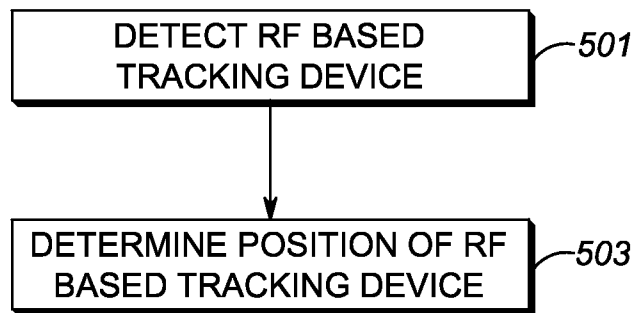 DETECT RF BASED
TRACKING DEVICE
501
DETERMINE POSITION OF RF
BASED TRACKING DEVICE
503